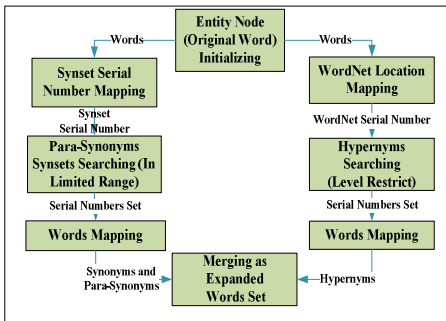 Entity Node
(Original Word)
Initializing
Words
Words
Synset Serial
Number Mapping
WordNet Location
Mapping
Synset
Serial Number
WordNet Serial Number
Para-Synonyms
Synsets Searching (In
Limited Range)
Hypernyms
Searching
(Level Restrict)
Serial Numbers Set
Serial Numbers Set
Words Mapping
Words Mapping
Synonyms and
Para-Synonyms
Merging as
Expanded
Words Set
Hypernyms